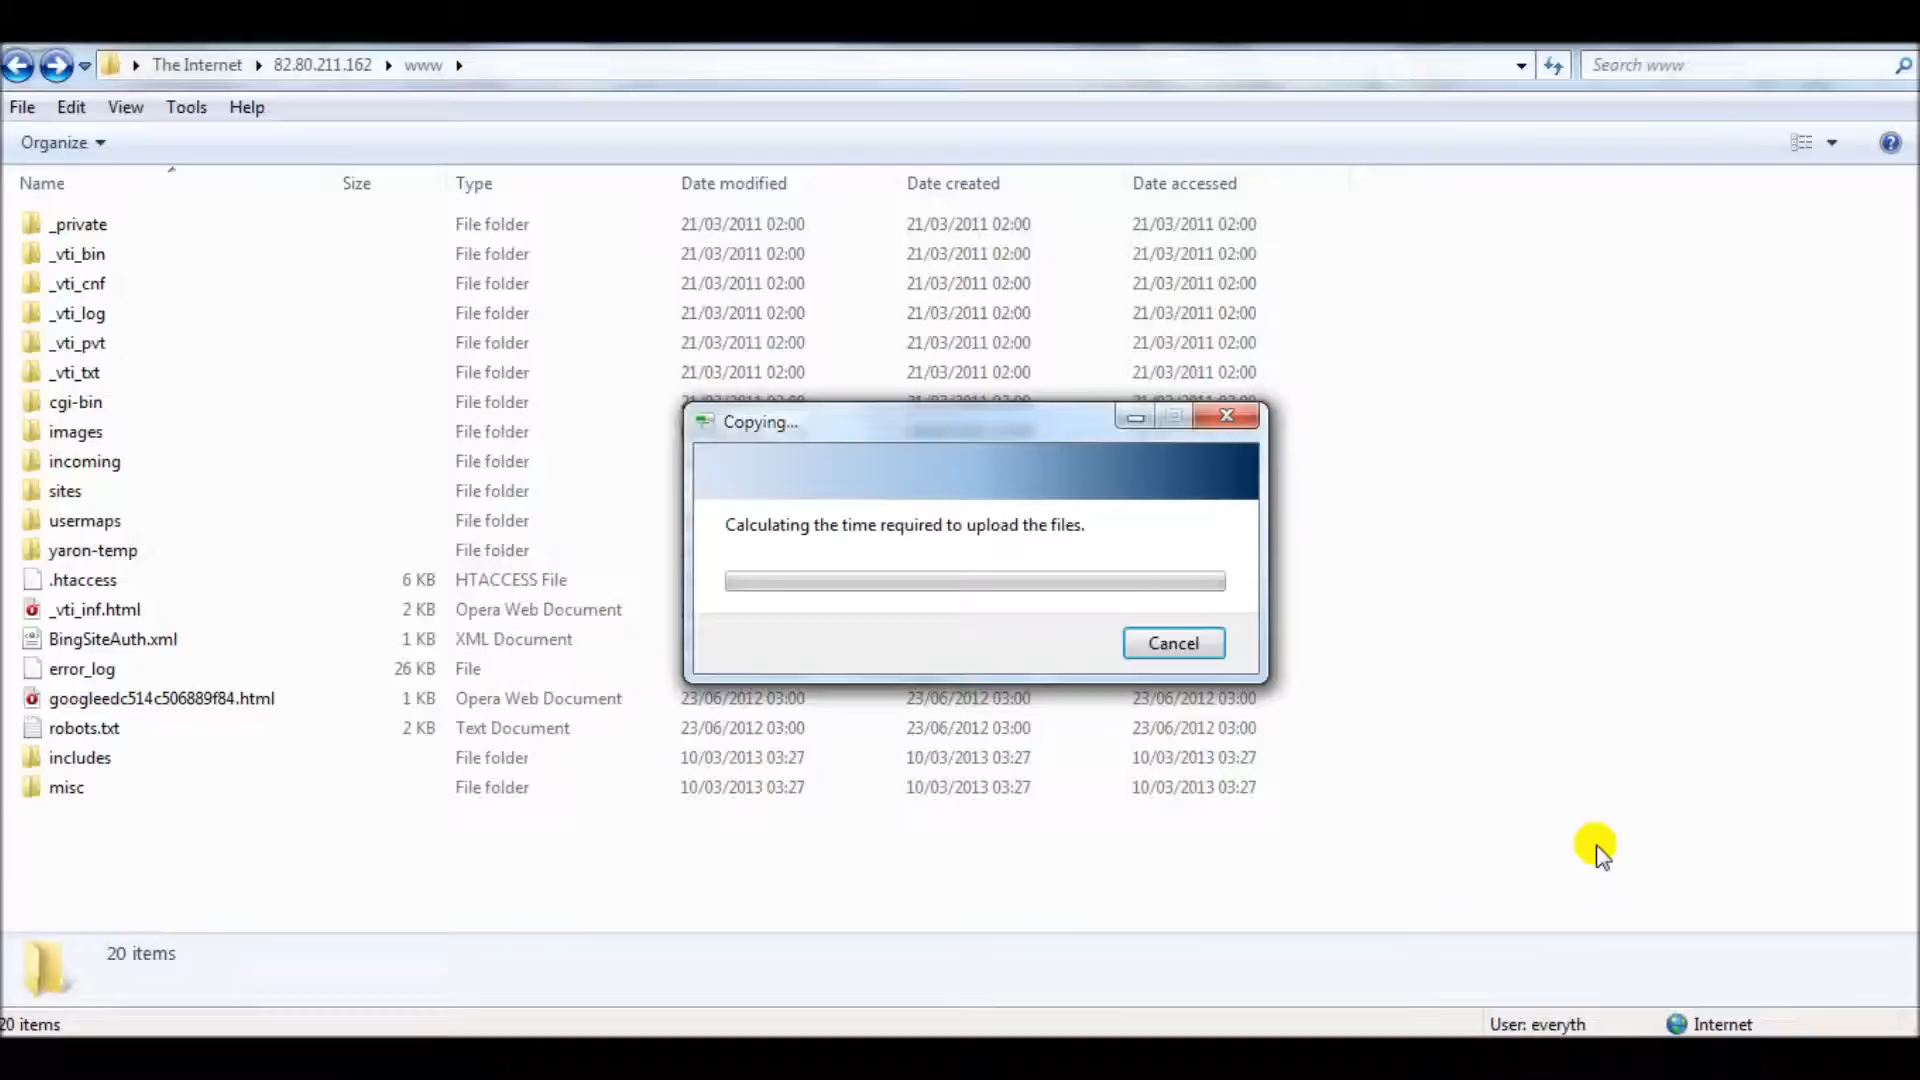 The Internet 82.80.211.162 www Search www
File Edit View Tools Help
Organize
Name Size Type Date modified Date created Date accessed
_private File folder 21/03/2011 02:00 21/03/2011 02:00 21/03/2011 02:00
_vti_bin File folder 21/03/2011 02:00 21/03/2011 02:00 21/03/2011 02:00
_vti_cnf File folder 21/03/2011 02:00 21/03/2011 02:00 21/03/2011 02:00
_vti_log File folder 21/03/2011 02:00 21/03/2011 02:00 21/03/2011 02:00
_vti_pvt File folder 21/03/2011 02:00 21/03/2011 02:00 21/03/2011 02:00
_vti_txt File folder 21/03/2011 02:00 21/03/2011 02:00 21/03/2011 02:00
cgi-bin File folder
images File folder
incoming File folder
sites File folder
usermaps File folder
yaron-temp File folder
.htaccess 6 KB HTACCESS File
_vti_inf.html 2 KB Opera Web Document
BingSiteAuth.xml 1 KB XML Document
error_log 26 KB File
googleedc514c506889f84.html 1 KB Opera Web Document 23/06/2012 03:00 23/06/2012 03:00 23/06/2012 03:00
robots.txt 2 KB Text Document 23/06/2012 03:00 23/06/2012 03:00 23/06/2012 03:00
includes File folder 10/03/2013 03:27 10/03/2013 03:27 10/03/2013 03:27
misc File folder 10/03/2013 03:27 10/03/2013 03:27 10/03/2013 03:27
Copying...
Calculating the time required to upload the files.
Cancel
20 items
20 items User: everyth Internet